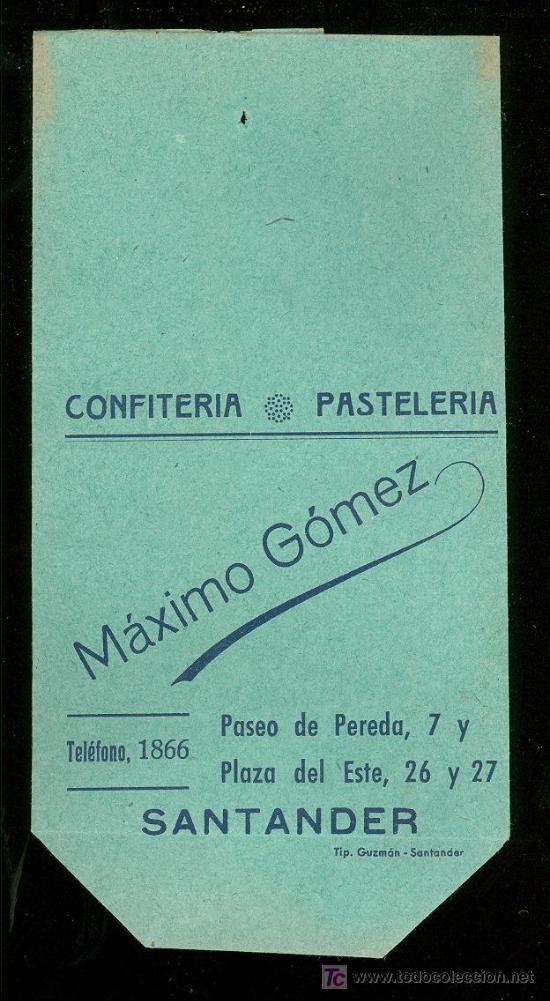 CONFITERIA PASTELERIA
Máximo Gómez
Teléfono, 1866
Paseo de Pereda, 7 y
Plaza del Este, 26 y 27
SANTANDER
Tip. Guzmán - Santander
TC www.todocoleccion.net